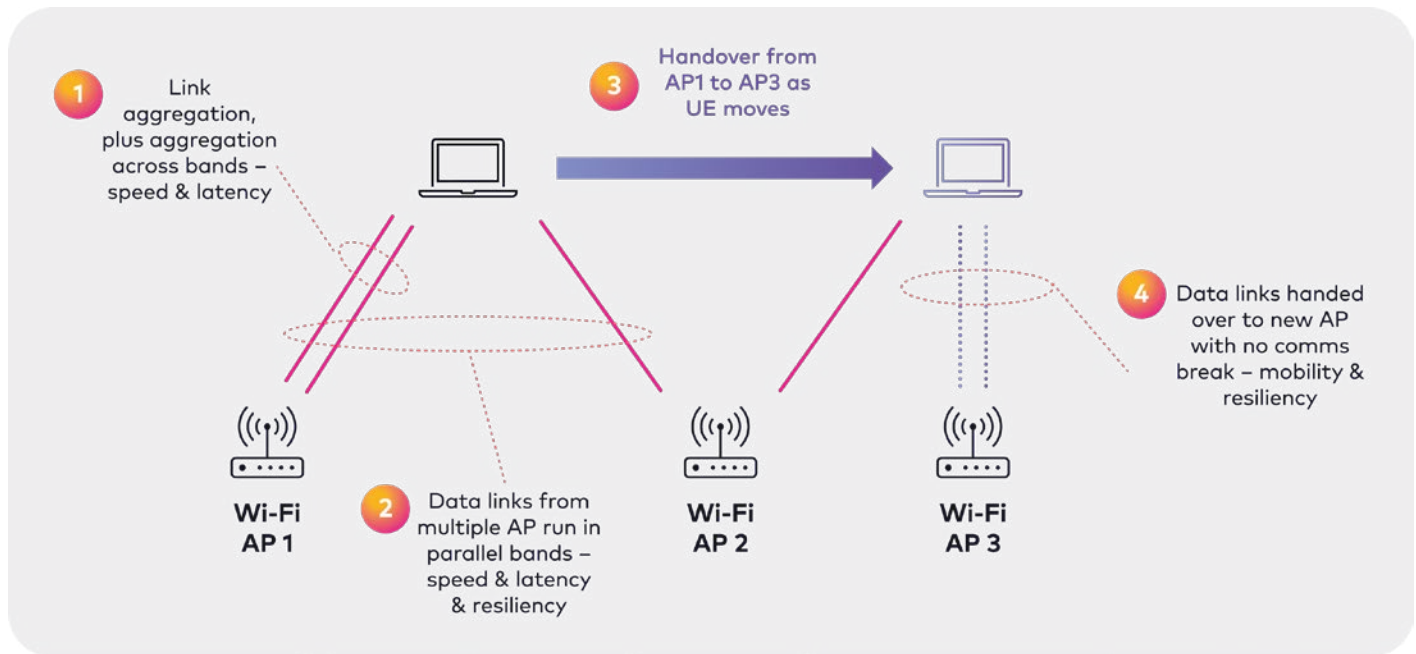 1
Link
aggregation,
plus aggregation
across bands –
speed & latency
3
Handover from
AP1 to AP3 as
UE moves
4
Data links handed
over to new AP
with no comms
break – mobility &
resiliency
Wi-Fi
AP 1
2
Data links from
multiple AP run in
parallel bands –
speed & latency
& resiliency
Wi-Fi
AP 2
Wi-Fi
AP 3